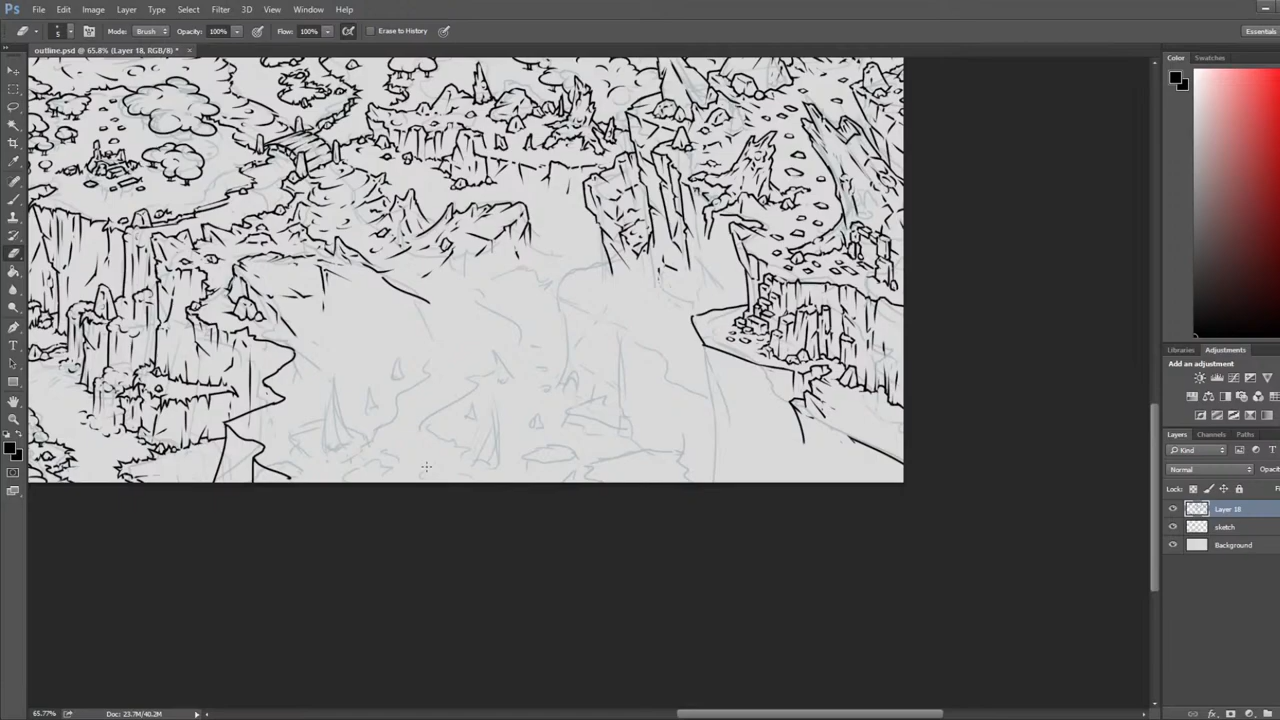 Ps File Edit Image Layer Type Select Filter 3D View Window Help
5 Mode: Brush Opacity: 100% Flow: 100% Erase to History Essentials
outline.psd @ 65.8% (Layer 18, RGB/8) * ×
Color Swatches
Libraries Adjustments
Add an adjustment
Layers Channels Paths
Kind
Normal Opacit
Lock:
Layer 18
sketch
Background
65.77% Doc: 23.7M/40.2M